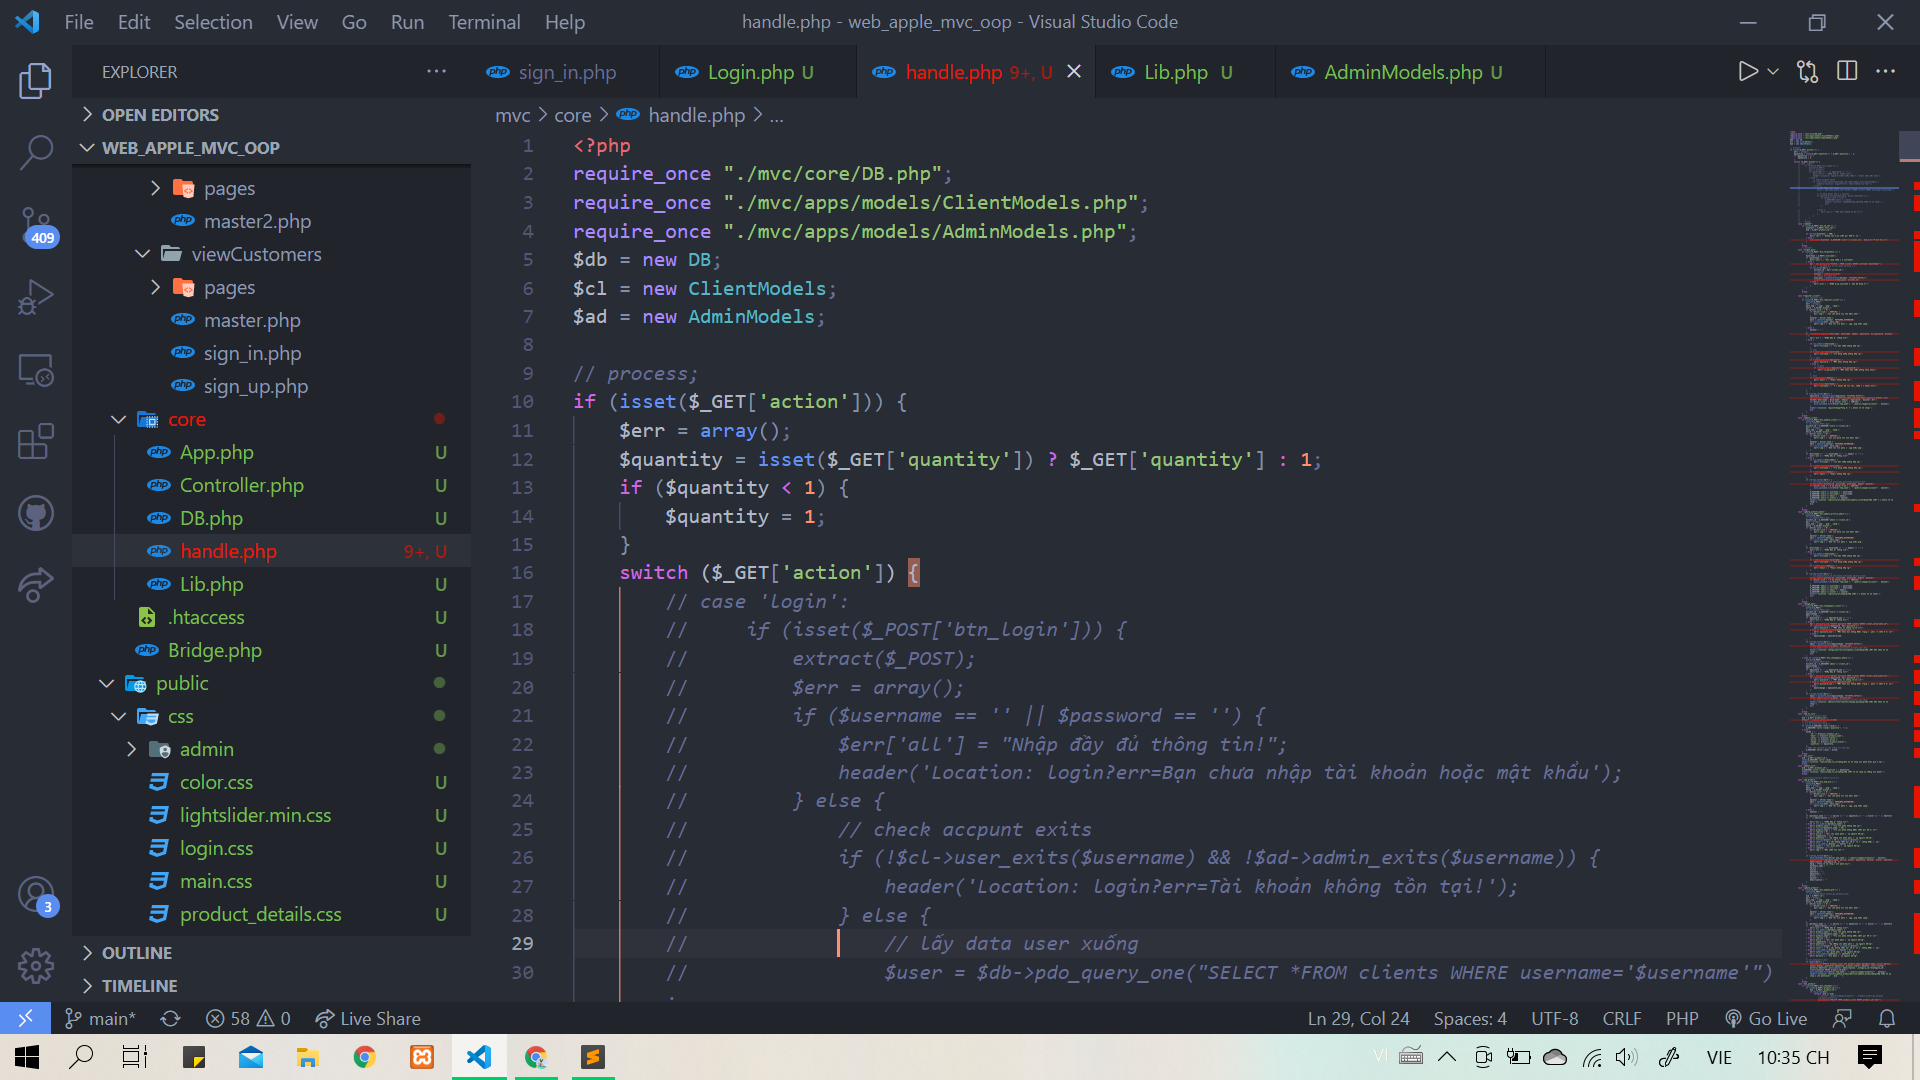 File Edit Selection View Go Run Terminal Help
handle.php - web_apple_mvc_oop - Visual Studio Code
EXPLORER
sign_in.php
Login.php U
handle.php 9+, U
Lib.php U
AdminModels.php U
OPEN EDITORS
WEB_APPLE_MVC_OOP
pages
master2.php
viewCustomers
pages
master.php
sign_in.php
sign_up.php
core
App.php U
Controller.php U
DB.php U
handle.php 9+, U
Lib.php U
.htaccess U
Bridge.php U
public
css
admin
color.css U
lightslider.min.css U
login.css U
main.css U
product_details.css U
OUTLINE
TIMELINE
409
3
mvc > core > handle.php > ...
1 <?php
2 require_once "./mvc/core/DB.php";
3 require_once "./mvc/apps/models/ClientModels.php";
4 require_once "./mvc/apps/models/AdminModels.php";
5 $db = new DB;
6 $cl = new ClientModels;
7 $ad = new AdminModels;
8
9 // process;
10 if (isset($_GET['action'])) {
11 $err = array();
12 $quantity = isset($_GET['quantity']) ? $_GET['quantity'] : 1;
13 if ($quantity < 1) {
14 $quantity = 1;
15 }
16 switch ($_GET['action']) {
17 // case 'login':
18 // if (isset($_POST['btn_login'])) {
19 // extract($_POST);
20 // $err = array();
21 // if ($username == '' || $password == '') {
22 // $err['all'] = "Nhập đầy đủ thông tin!";
23 // header('Location: login?err=Bạn chưa nhập tài khoản hoặc mật khẩu');
24 // } else {
25 // // check accpunt exits
26 // if (!$cl->user_exits($username) && !$ad->admin_exits($username)) {
27 // header('Location: login?err=Tài khoản không tồn tại!');
28 // } else {
29 // // lấy data user xuống
30 // $user = $db->pdo_query_one("SELECT *FROM clients WHERE username='$username'")
main* 58 0 Live Share
Ln 29, Col 24 Spaces: 4 UTF-8 CRLF PHP Go Live
VIE 10:35 CH